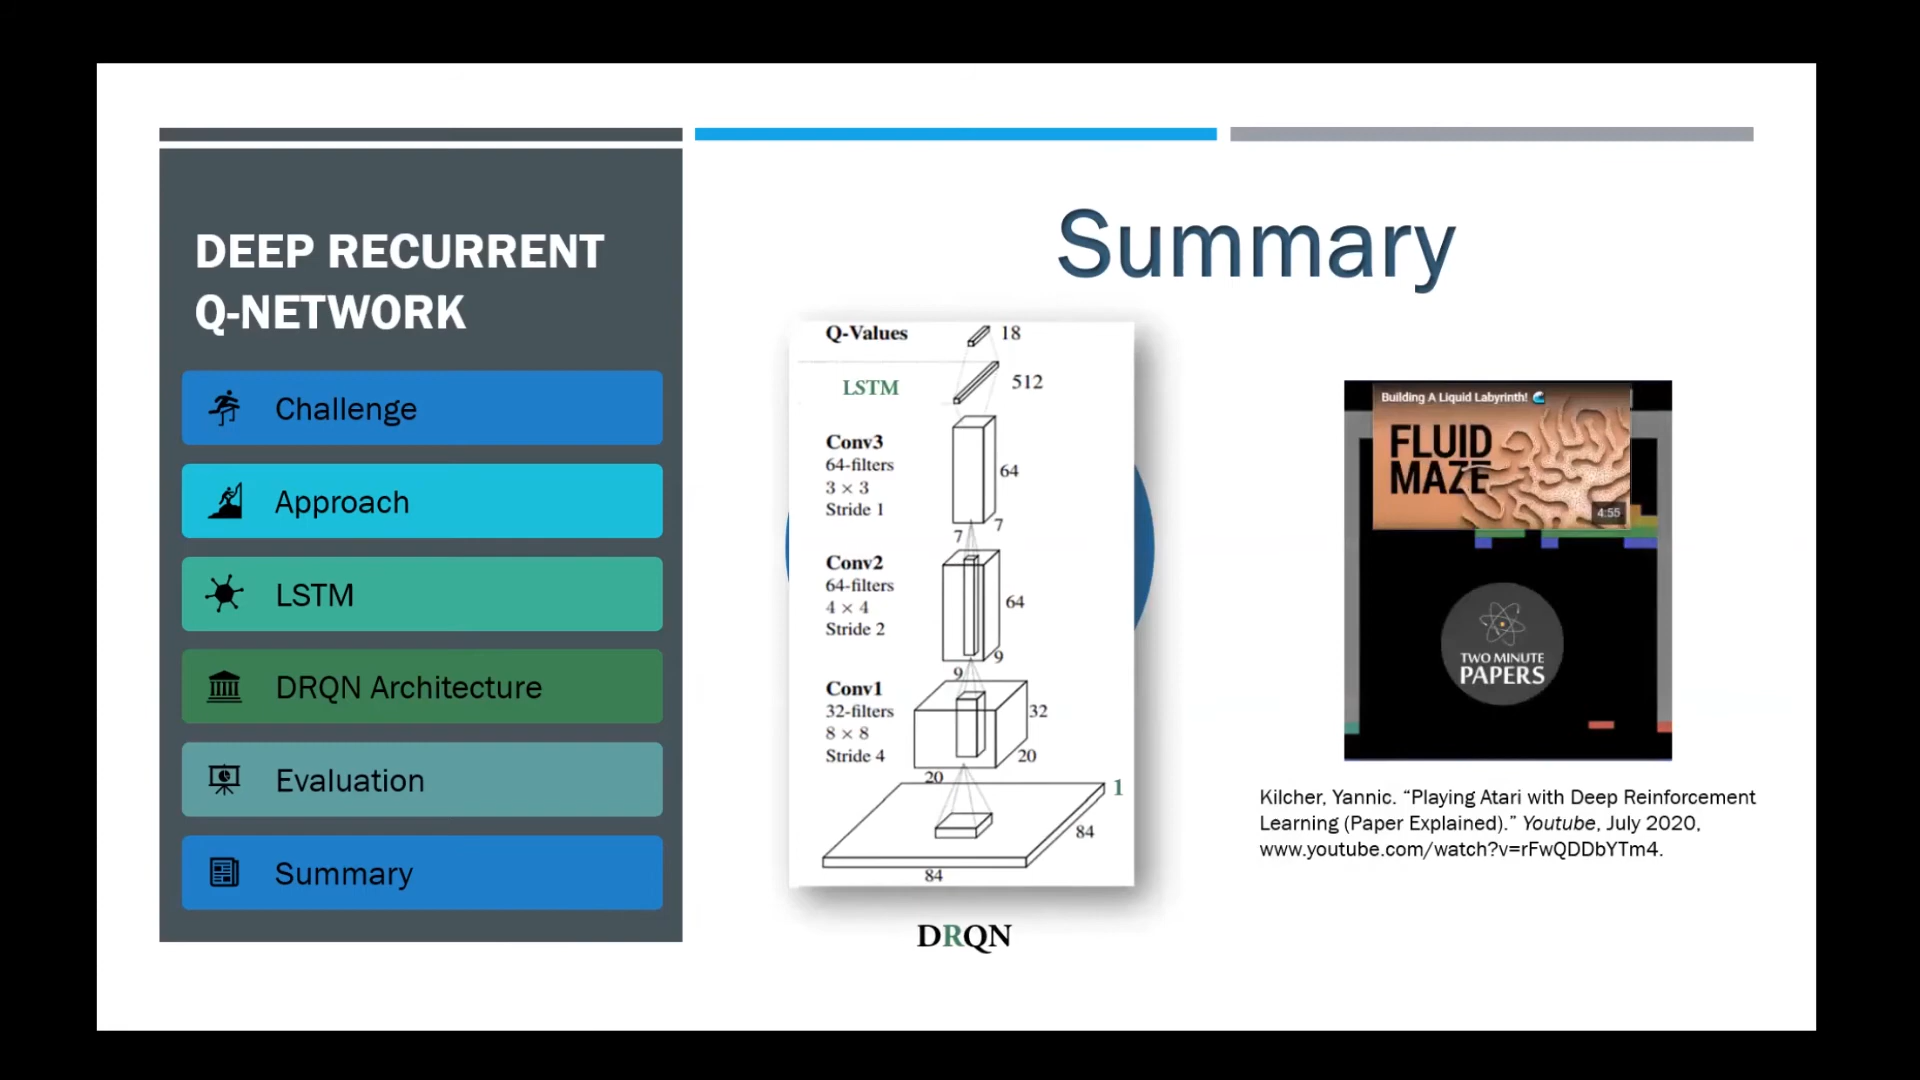 DEEP RECURRENT
Q-NETWORK
Challenge
Approach
LSTM
DRQN Architecture
Evaluation
Summary
Summary
Q-Values
18
LSTM
512
Conv3
64-filters
3 × 3
Stride 1
64
7
7
Conv2
64-filters
4 × 4
Stride 2
64
9
9
Conv1
32-filters
8 × 8
Stride 4
32
20
20
1
84
84
DRQN
Building A Liquid Labyrinth! 🌊
FLUID
MAZE
4:55
TWO MINUTE
PAPERS
Kilcher, Yannic. “Playing Atari with Deep Reinforcement
Learning (Paper Explained).” Youtube, July 2020,
www.youtube.com/watch?v=rFwQDDbYTm4.